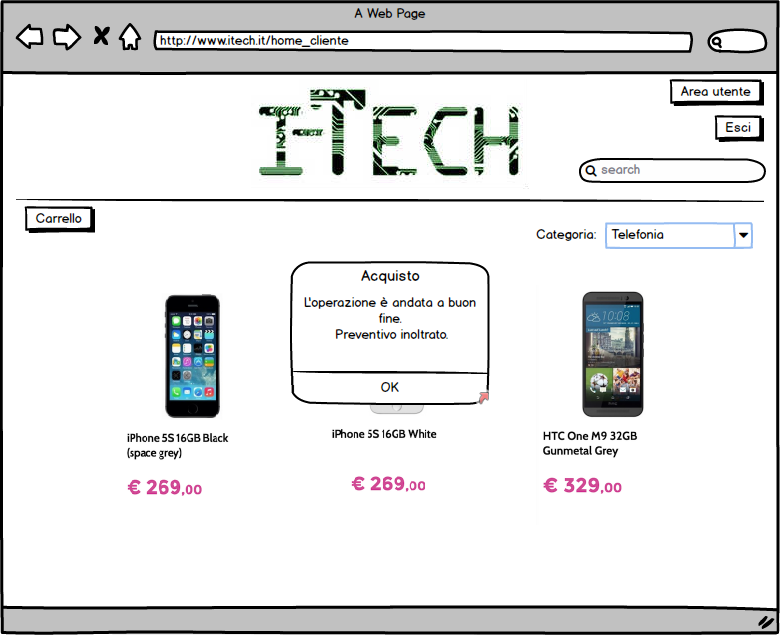 A Web Page
http://www.itech.it/home_cliente
I-TECH
Area utente
Esci
search
Carrello
Categoria: Telefonia
Acquisto
L'operazione è andata a buon
fine.
Preventivo inoltrato.
OK
iPhone 5S 16GB Black
(space grey)
€ 269,00
iPhone 5S 16GB White
€ 269,00
HTC One M9 32GB
Gunmetal Grey
€ 329,00